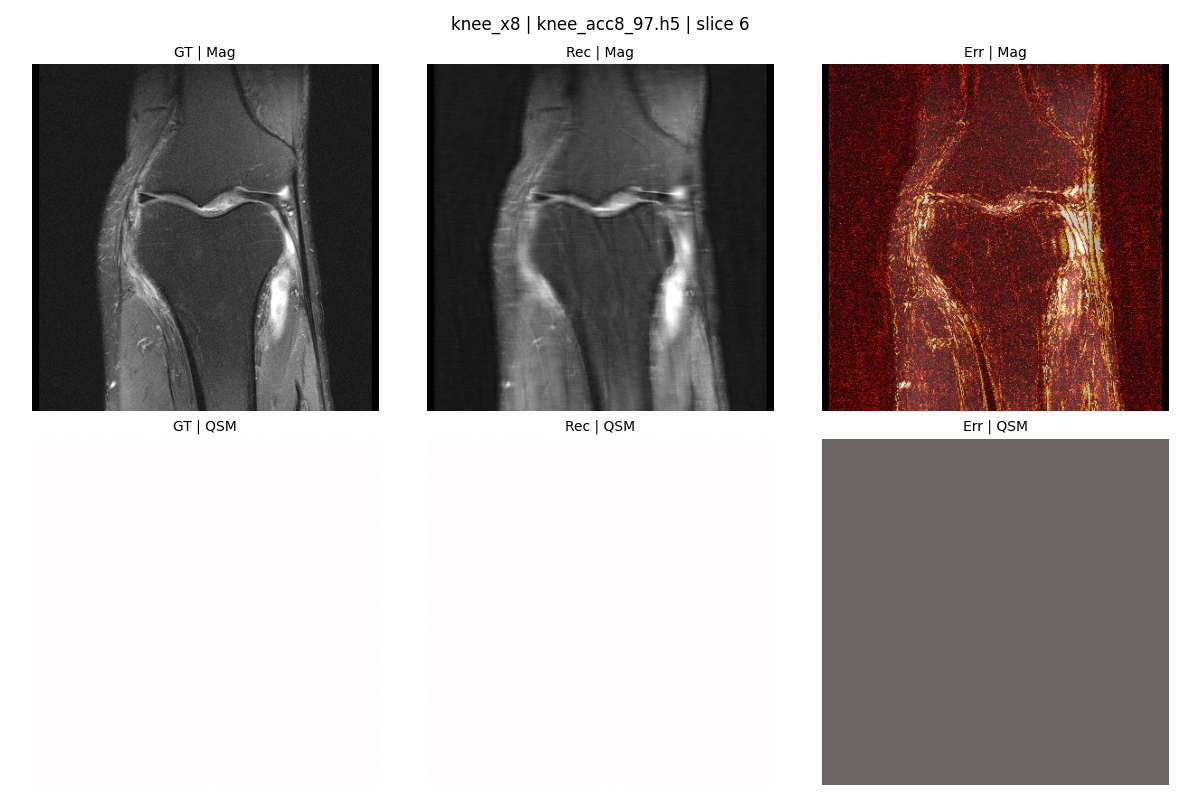 knee_x8 | knee_acc8_97.h5 | slice 6
GT | Mag
Rec | Mag
Err | Mag
GT | QSM
Rec | QSM
Err | QSM